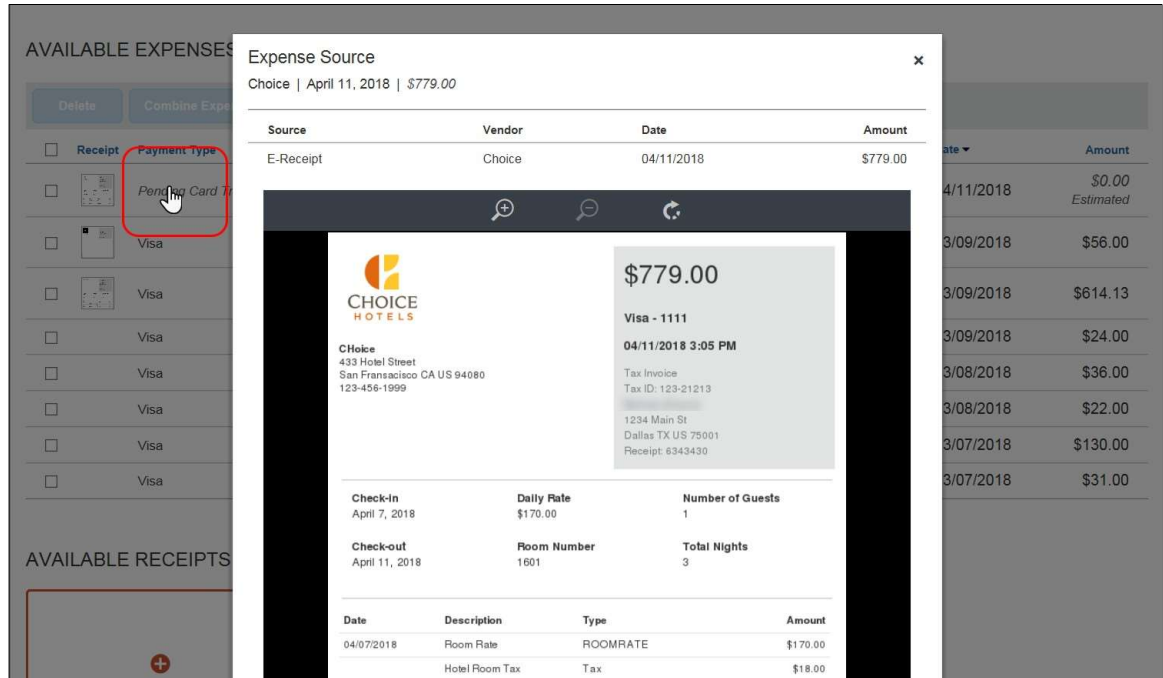 AVAILABLE EXPENSES
Delete
Combine Expe
Receipt Payment Type
ate Amount
Pending Card Tr
4/11/2018 $0.00
Estimated
Visa
3/09/2018 $56.00
Visa
3/09/2018 $614.13
Visa
3/09/2018 $24.00
Visa
3/08/2018 $36.00
Visa
3/08/2018 $22.00
Visa
3/07/2018 $130.00
Visa
3/07/2018 $31.00
AVAILABLE RECEIPTS
Expense Source
×
Choice | April 11, 2018 | $779.00
Source Vendor Date Amount
E-Receipt Choice 04/11/2018 $779.00
CHOICE
HOTELS
CHoice
433 Hotel Street
San Fransacisco CA US 94080
123-456-1999
$779.00
Visa - 1111
04/11/2018 3:05 PM
Tax Invoice
Tax ID: 123-21213
1234 Main St
Dallas TX US 75001
Receipt: 6343430
Check-in Daily Rate Number of Guests
April 7, 2018 $170.00 1
Check-out Room Number Total Nights
April 11, 2018 1601 3
Date Description Type Amount
04/07/2018 Room Rate ROOMRATE $170.00
Hotel Room Tax Tax $18.00